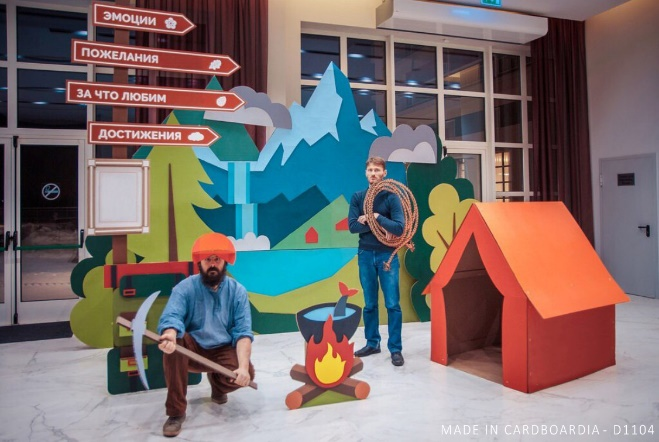 ЭМОЦИИ
ПОЖЕЛАНИЯ
ЗА ЧТО ЛЮБИМ
ДОСТИЖЕНИЯ
MADE IN CARDBOARDIA - D1104